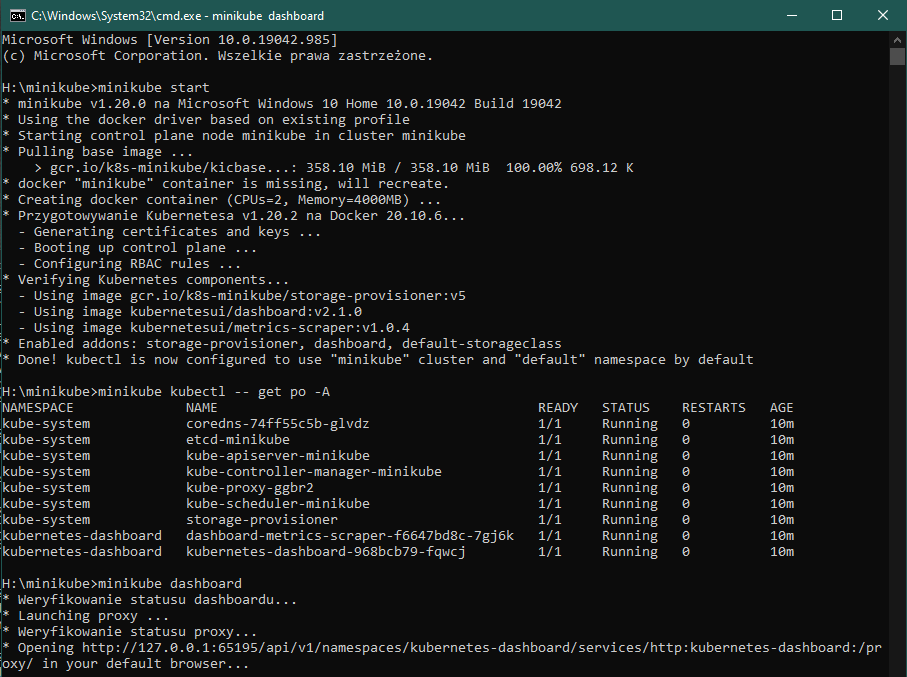 C:\Windows\System32\cmd.exe - minikube  dashboard
Microsoft Windows [Version 10.0.19042.985]
(c) Microsoft Corporation. Wszelkie prawa zastrzeżone.
H:\minikube>minikube start
* minikube v1.20.0 na Microsoft Windows 10 Home 10.0.19042 Build 19042
* Using the docker driver based on existing profile
* Starting control plane node minikube in cluster minikube
* Pulling base image ...
    > gcr.io/k8s-minikube/kicbase...: 358.10 MiB / 358.10 MiB  100.00% 698.12 K
* docker "minikube" container is missing, will recreate.
* Creating docker container (CPUs=2, Memory=4000MB) ...
* Przygotowywanie Kubernetesa v1.20.2 na Docker 20.10.6...
  - Generating certificates and keys ...
  - Booting up control plane ...
  - Configuring RBAC rules ...
* Verifying Kubernetes components...
  - Using image gcr.io/k8s-minikube/storage-provisioner:v5
  - Using image kubernetesui/dashboard:v2.1.0
  - Using image kubernetesui/metrics-scraper:v1.0.4
* Enabled addons: storage-provisioner, dashboard, default-storageclass
* Done! kubectl is now configured to use "minikube" cluster and "default" namespace by default
H:\minikube>minikube kubectl -- get po -A
NAMESPACE              NAME                                        READY   STATUS    RESTARTS   AGE
kube-system            coredns-74ff55c5b-glvdz                     1/1     Running   0          10m
kube-system            etcd-minikube                               1/1     Running   0          10m
kube-system            kube-apiserver-minikube                     1/1     Running   0          10m
kube-system            kube-controller-manager-minikube            1/1     Running   0          10m
kube-system            kube-proxy-ggbr2                            1/1     Running   0          10m
kube-system            kube-scheduler-minikube                     1/1     Running   0          10m
kube-system            storage-provisioner                         1/1     Running   0          10m
kubernetes-dashboard   dashboard-metrics-scraper-f6647bd8c-7gj6k   1/1     Running   0          10m
kubernetes-dashboard   kubernetes-dashboard-968bcb79-fqwcj         1/1     Running   0          10m
H:\minikube>minikube dashboard
* Weryfikowanie statusu dashboardu...
* Launching proxy ...
* Weryfikowanie statusu proxy...
* Opening http://127.0.0.1:65195/api/v1/namespaces/kubernetes-dashboard/services/http:kubernetes-dashboard:/pr
oxy/ in your default browser...